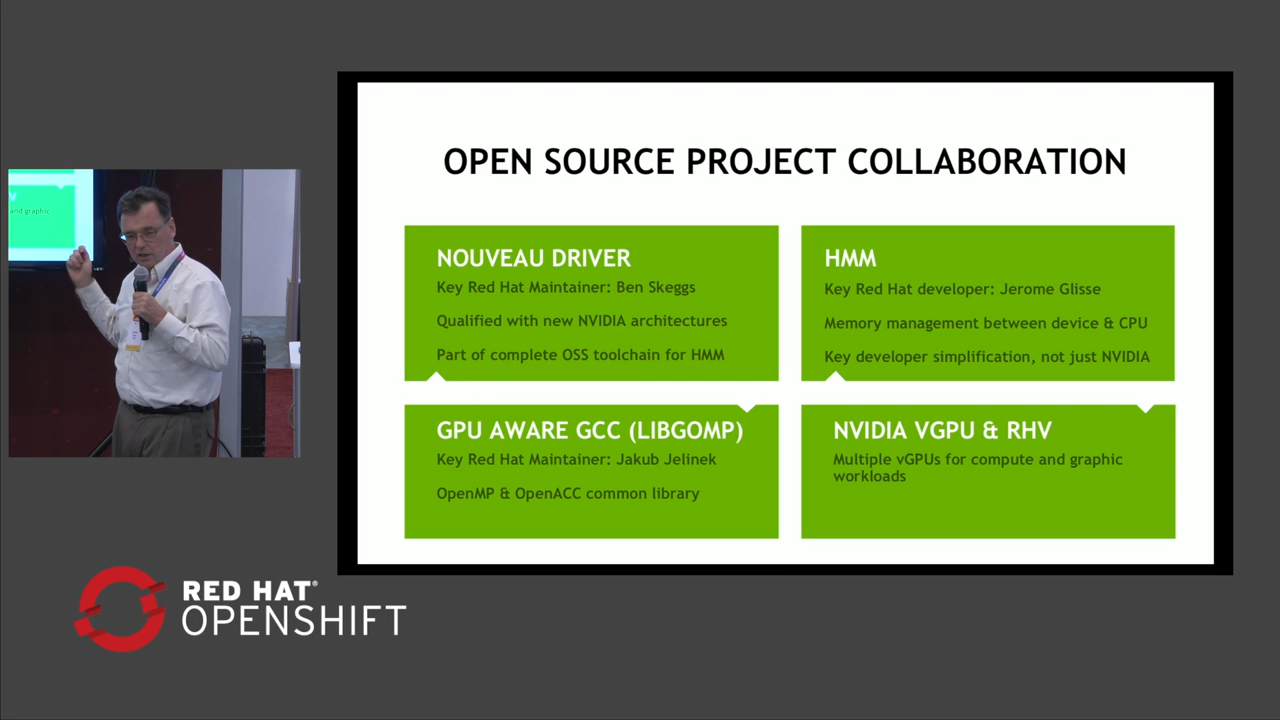 and graphic
OPEN SOURCE PROJECT COLLABORATION
NOUVEAU DRIVER
Key Red Hat Maintainer: Ben Skeggs
Qualified with new NVIDIA architectures
Part of complete OSS toolchain for HMM
HMM
Key Red Hat developer: Jerome Glisse
Memory management between device & CPU
Key developer simplification, not just NVIDIA
GPU AWARE GCC (LIBGOMP)
Key Red Hat Maintainer: Jakub Jelinek
OpenMP & OpenACC common library
NVIDIA VGPU & RHV
Multiple vGPUs for compute and graphic
workloads
RED HAT®
OPENSHIFT